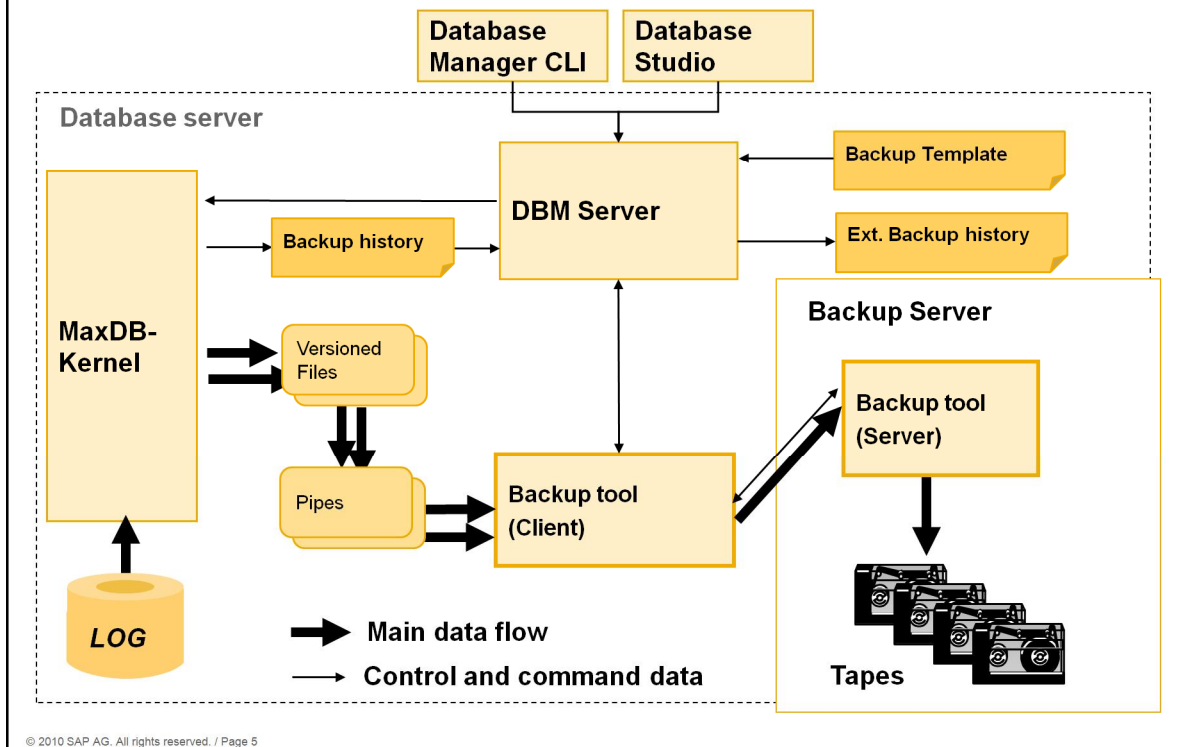 Database
Manager CLI
Database
Studio
Database server
Backup Template
DBM Server
Backup history
Ext. Backup history
MaxDB-
Kernel
Versioned
Files
Backup Server
Backup tool
(Server)
Pipes
Backup tool
(Client)
LOG
Main data flow
Control and command data
Tapes
© 2010 SAP AG. All rights reserved. / Page 5